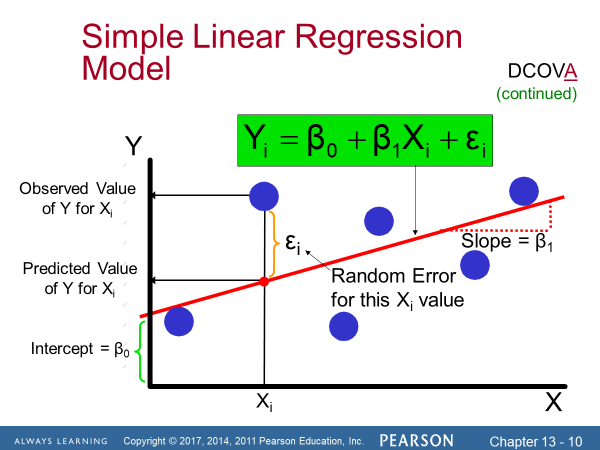 Simple Linear Regression
Model
DCOVA
(continued)
Yᵢ = β₀ + β₁Xᵢ + εᵢ
Y
Observed Value
of Y for Xᵢ
εᵢ
Slope = β₁
Predicted Value
of Y for Xᵢ
Random Error
for this Xᵢ value
Intercept = β₀
Xᵢ
X
ALWAYS LEARNING
Copyright © 2017, 2014, 2011 Pearson Education, Inc.
PEARSON
Chapter 13 - 10